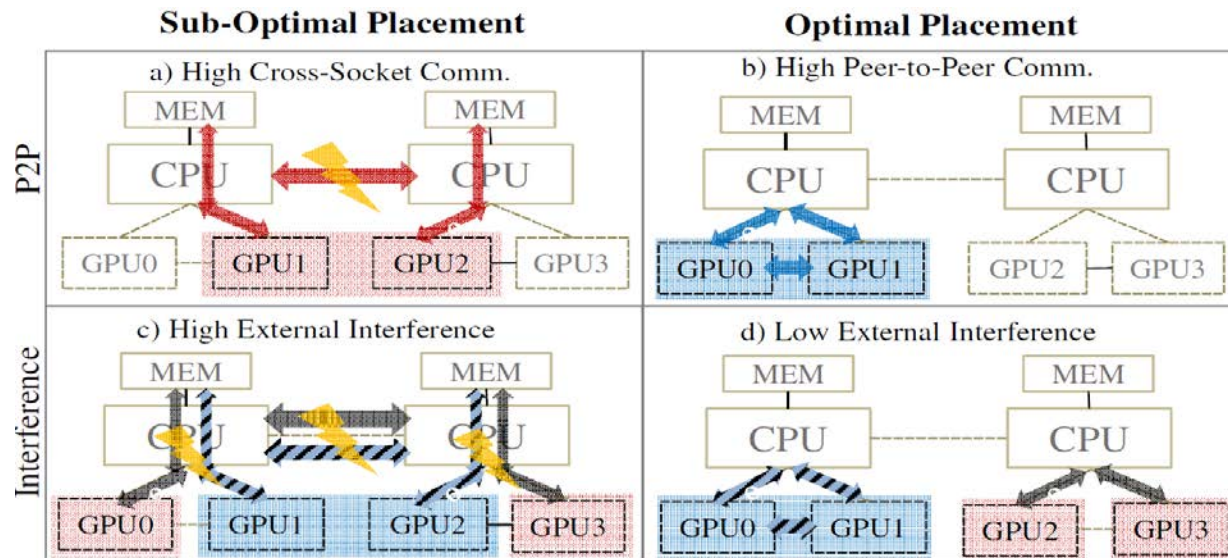 Sub-Optimal Placement
Optimal Placement
P2P
a) High Cross-Socket Comm.
MEM
MEM
CPU
CPU
GPU0
GPU1
GPU2
GPU3
b) High Peer-to-Peer Comm.
MEM
MEM
CPU
CPU
GPU0
GPU1
GPU2
GPU3
Interference
c) High External Interference
MEM
MEM
CPU
CPU
GPU0
GPU1
GPU2
GPU3
d) Low External Interference
MEM
MEM
CPU
CPU
GPU0
GPU1
GPU2
GPU3